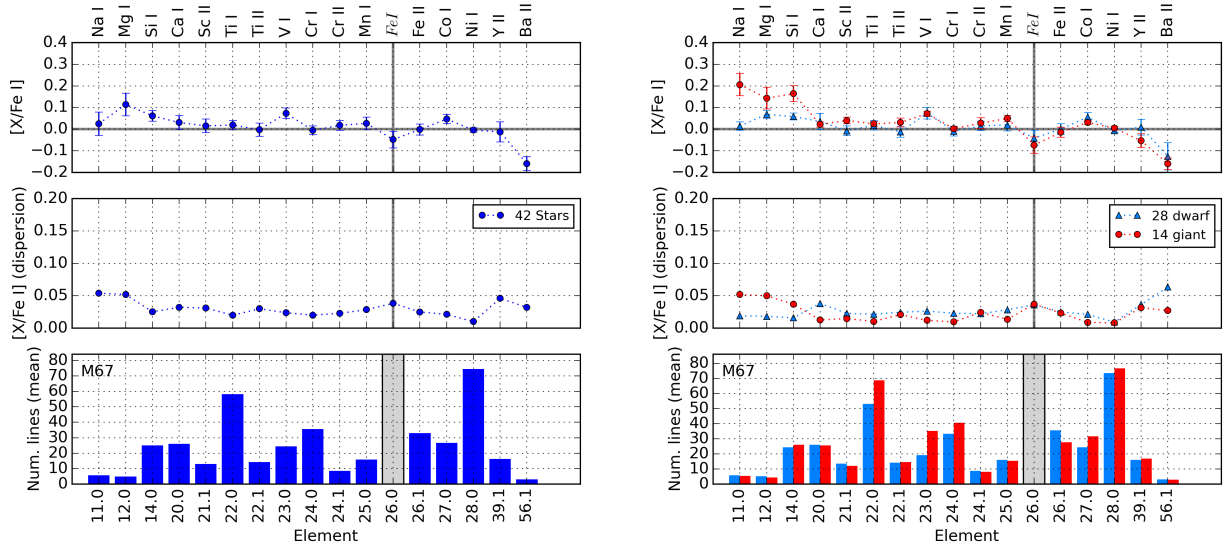 Na I Mg I Si I Ca I Sc II Ti I Ti II V I Cr I Cr II Mn I Fe I Fe II Co I Ni I Y II Ba II
[X/Fe I]
0.4
0.3
0.2
0.1
0.0
−0.1
−0.2
[X/Fe I] (dispersion)
0.20
0.15
0.10
0.05
0.00
42 Stars
Num. lines (mean)
80
70
60
50
40
30
20
10
0
M67
11.0 12.0 14.0 20.0 21.1 22.0 22.1 23.0 24.0 24.1 25.0 26.0 26.1 27.0 28.0 39.1 56.1
Element
Na I Mg I Si I Ca I Sc II Ti I Ti II V I Cr I Cr II Mn I Fe I Fe II Co I Ni I Y II Ba II
[X/Fe I]
0.4
0.3
0.2
0.1
0.0
−0.1
−0.2
[X/Fe I] (dispersion)
0.20
0.15
0.10
0.05
0.00
28 dwarf
14 giant
Num. lines (mean)
80
70
60
50
40
30
20
10
0
M67
11.0 12.0 14.0 20.0 21.1 22.0 22.1 23.0 24.0 24.1 25.0 26.0 26.1 27.0 28.0 39.1 56.1
Element